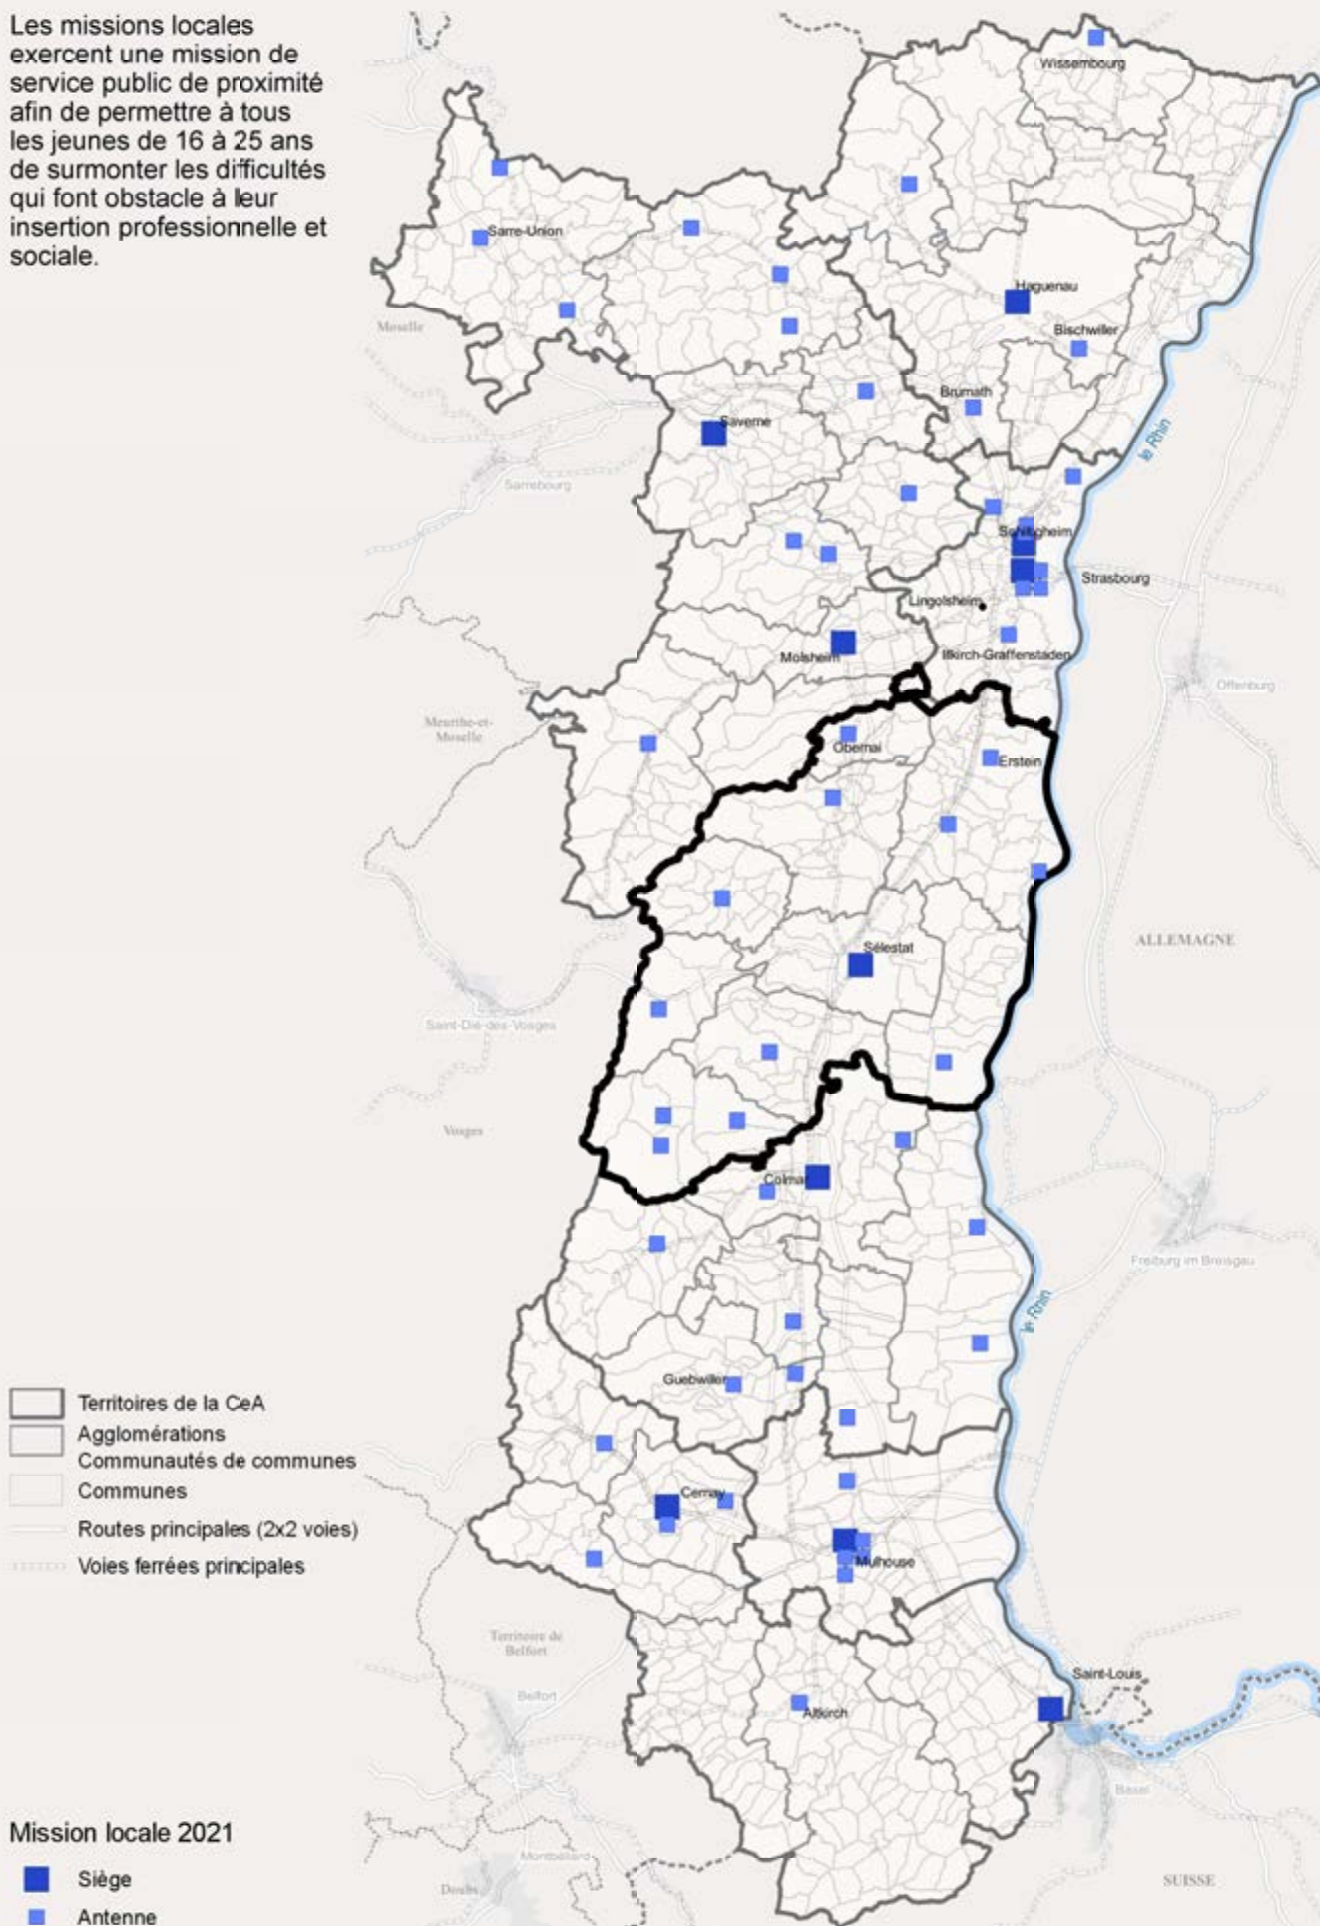 Les missions locales
exercent une mission de
service public de proximité
afin de permettre à tous
les jeunes de 16 à 25 ans
de surmonter les difficultés
qui font obstacle à leur
insertion professionnelle et
sociale.
Wissembourg
Sarre-Union
Haguenau
Moselle
Bischwiller
Brumath
Saverne
le Rhin
Sarrebourg
Schiltigheim
Strasbourg
Lingolsheim
Illkirch-Graffenstaden
Molsheim
Offenburg
Meurthe-et-
Moselle
Obernai
Erstein
ALLEMAGNE
Sélestat
Saint-Dié-des-Vosges
Vosges
Colmar
Freiburg im Breisgau
le Rhin
Guebwiller
Territoires de la CeA
Agglomérations
Communautés de communes
Communes
Routes principales (2x2 voies)
Voies ferrées principales
Cernay
Mulhouse
Territoire de
Belfort
Saint-Louis
Belfort
Altkirch
Basel
Mission locale 2021
Montbéliard
Doubs
SUISSE
Siège
Antenne